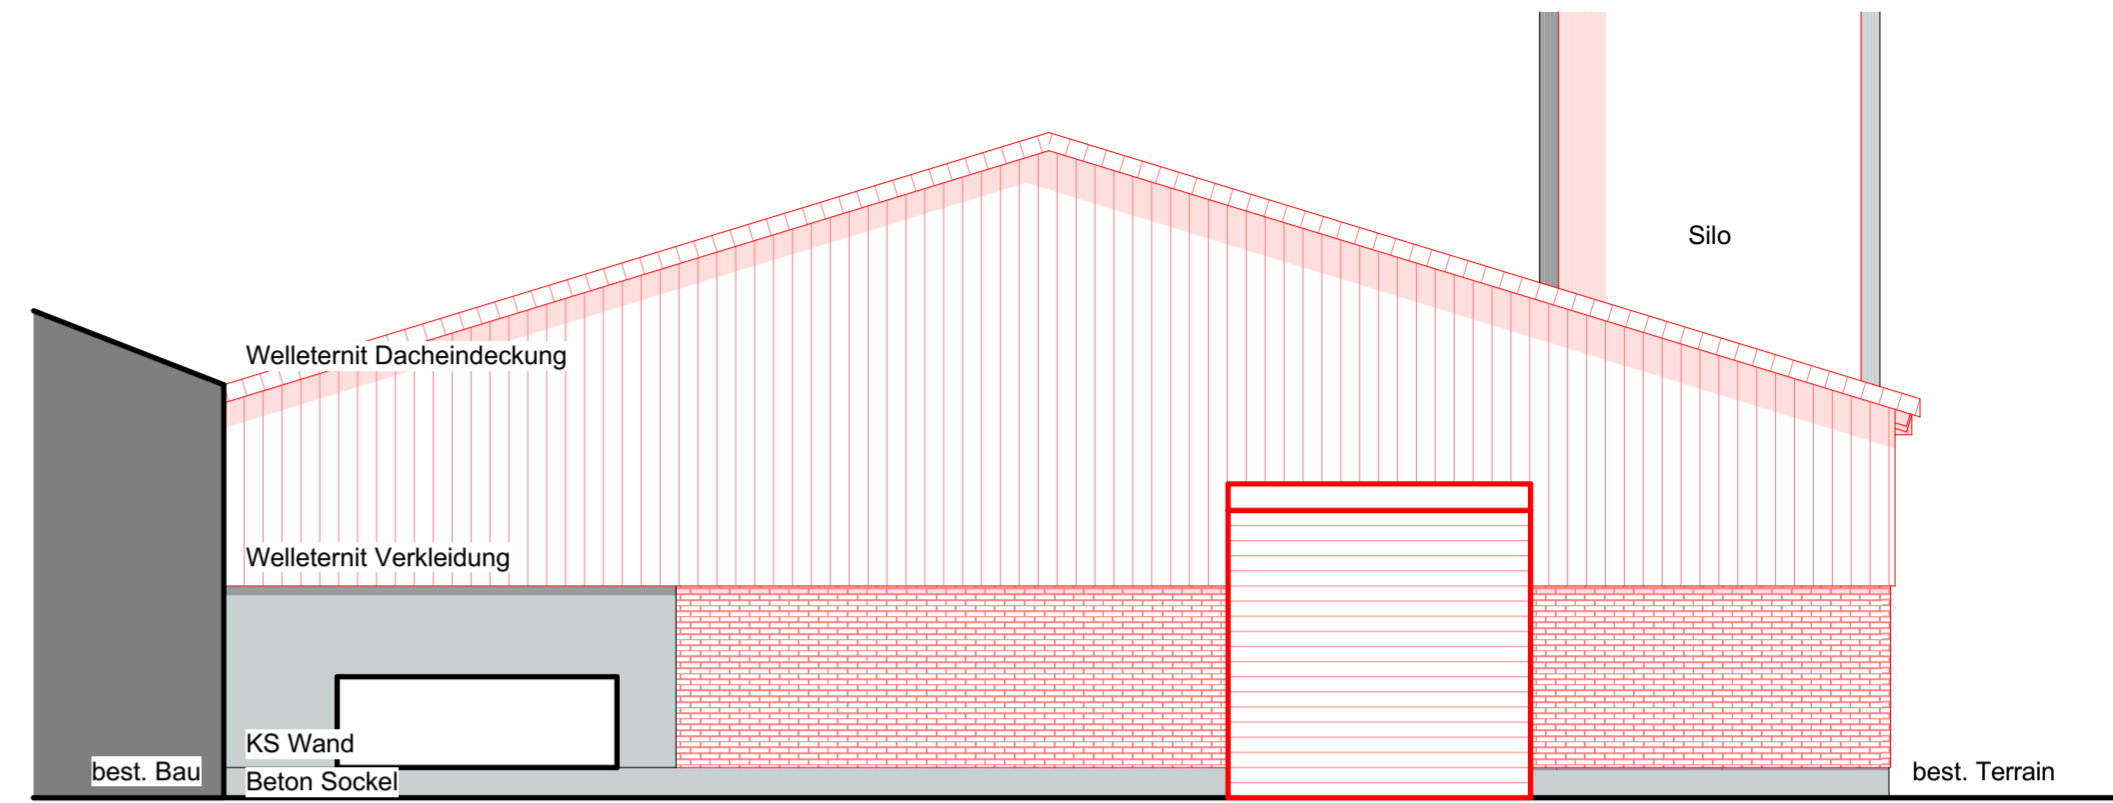 Silo
Welleternit Dacheindeckung
Welleternit Verkleidung
KS Wand
best. Bau
Beton Sockel
best. Terrain